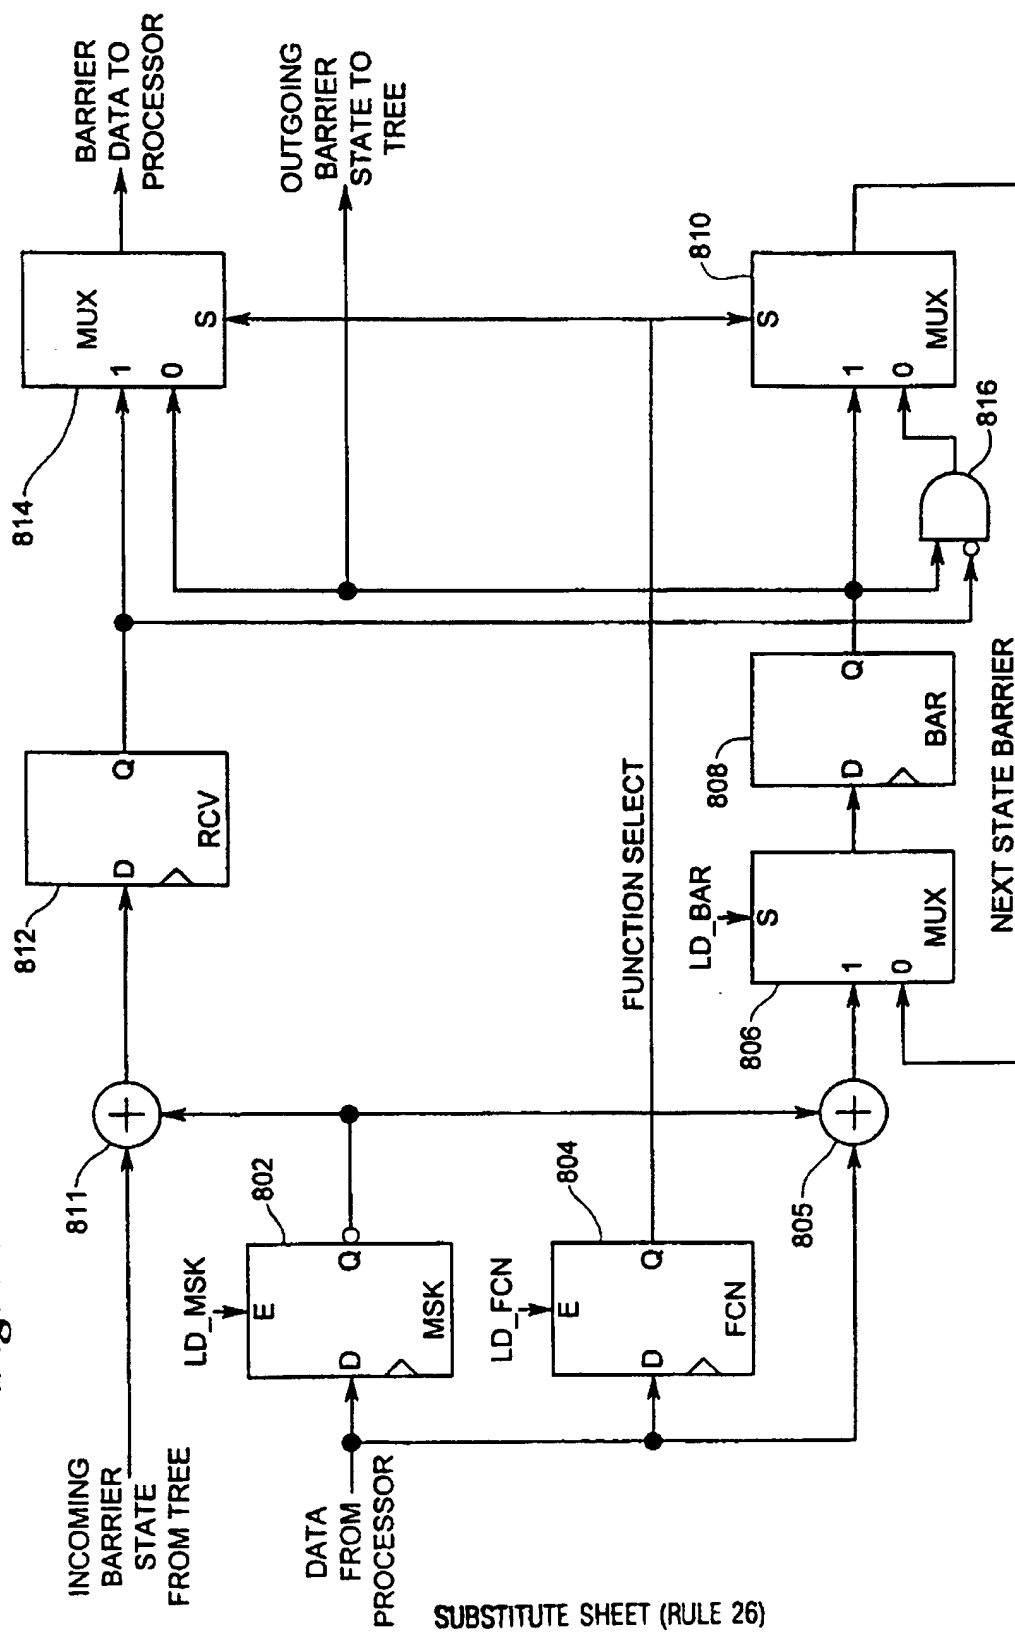 INCOMING
BARRIER
STATE
FROM TREE
811
812
D
Q
RCV
814
MUX
1
0
S
BARRIER
DATA TO
PROCESSOR
OUTGOING
BARRIER
STATE TO
TREE
DATA
FROM
PROCESSOR
LD_MSK
802
E
D
Q
MSK
LD_FCN
804
E
D
Q
FCN
FUNCTION SELECT
805
806
LD_BAR
S
1
0
MUX
808
D
Q
BAR
810
S
1
0
MUX
816
NEXT STATE BARRIER
SUBSTITUTE SHEET (RULE 26)